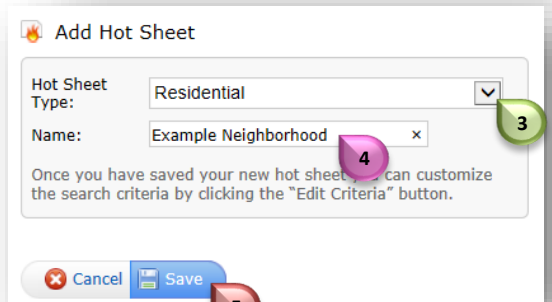 Add Hot Sheet
Hot Sheet Type: Residential
3
Name: Example Neighborhood ×
4
Once you have saved your new hot sheet can customize
the search criteria by clicking the “Edit Criteria” button.
Cancel Save